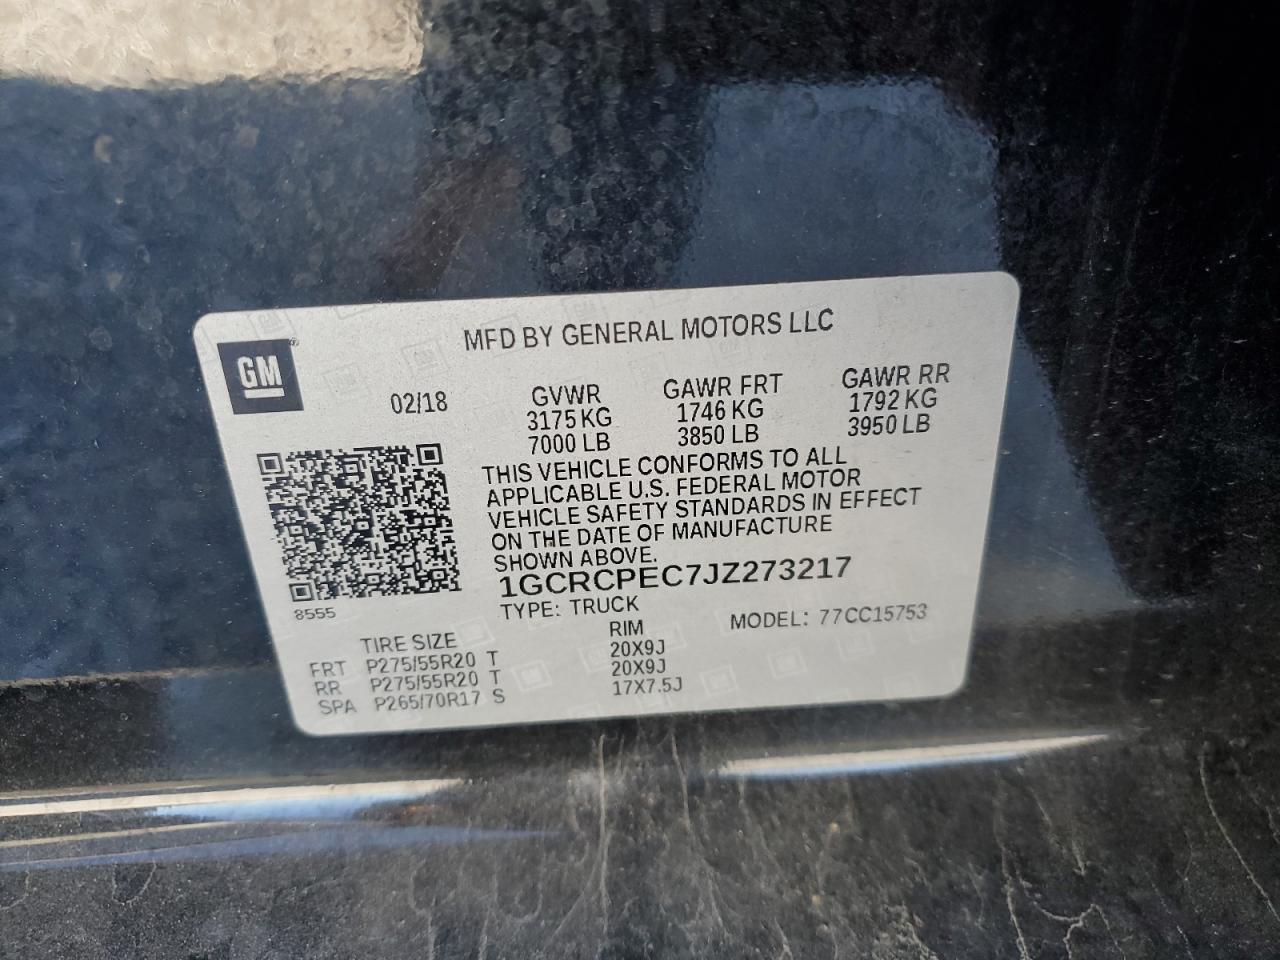 MFD BY GENERAL MOTORS LLC
GM
®
02/18
GVWR
3175 KG
7000 LB
GAWR FRT
1746 KG
3850 LB
GAWR RR
1792 KG
3950 LB
THIS VEHICLE CONFORMS TO ALL
APPLICABLE U.S. FEDERAL MOTOR
VEHICLE SAFETY STANDARDS IN EFFECT
ON THE DATE OF MANUFACTURE
SHOWN ABOVE.
1GCRCPEC7JZ273217
8555
TYPE: TRUCK
MODEL: 77CC15753
TIRE SIZE RIM
FRT P275/55R20 T 20X9J
RR P275/55R20 T 20X9J
SPA P265/70R17 S 17X7.5J